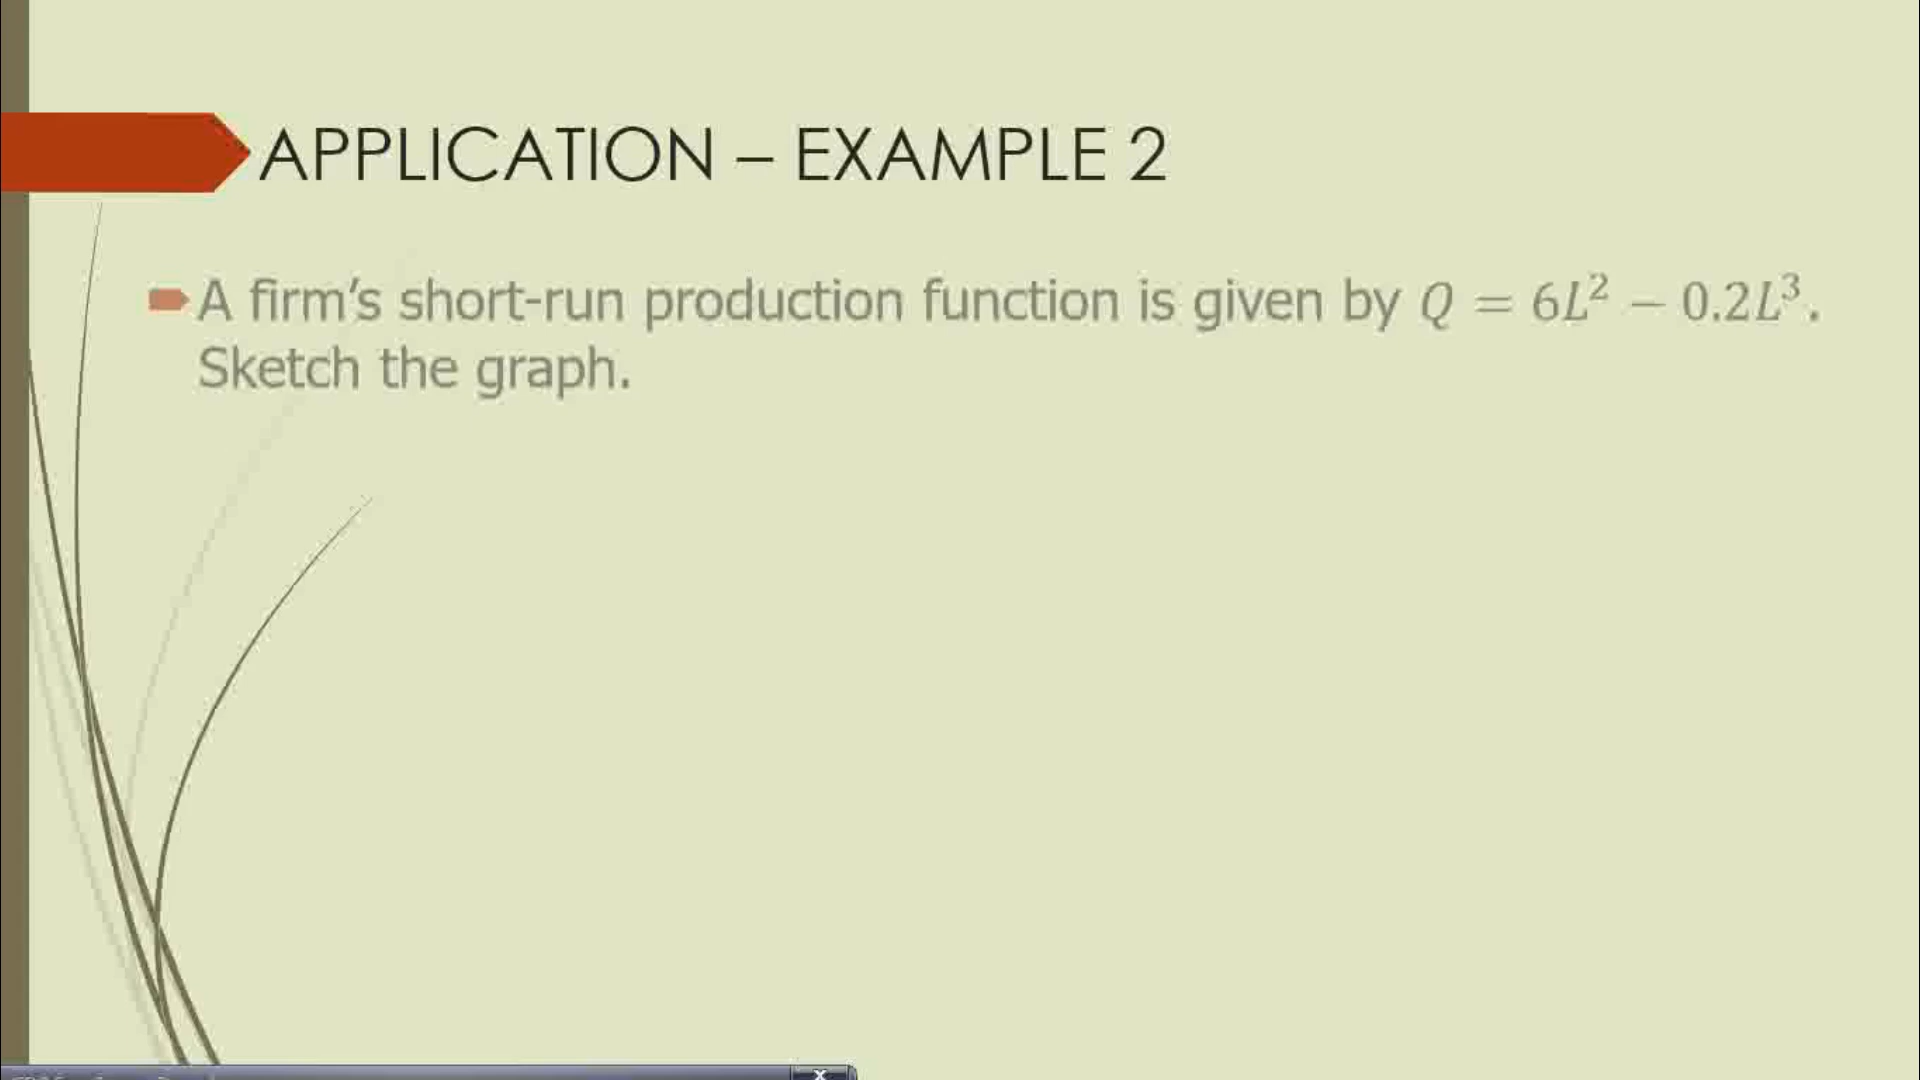 APPLICATION – EXAMPLE 2
A firm's short-run production function is given by Q = 6L² − 0.2L³.
Sketch the graph.